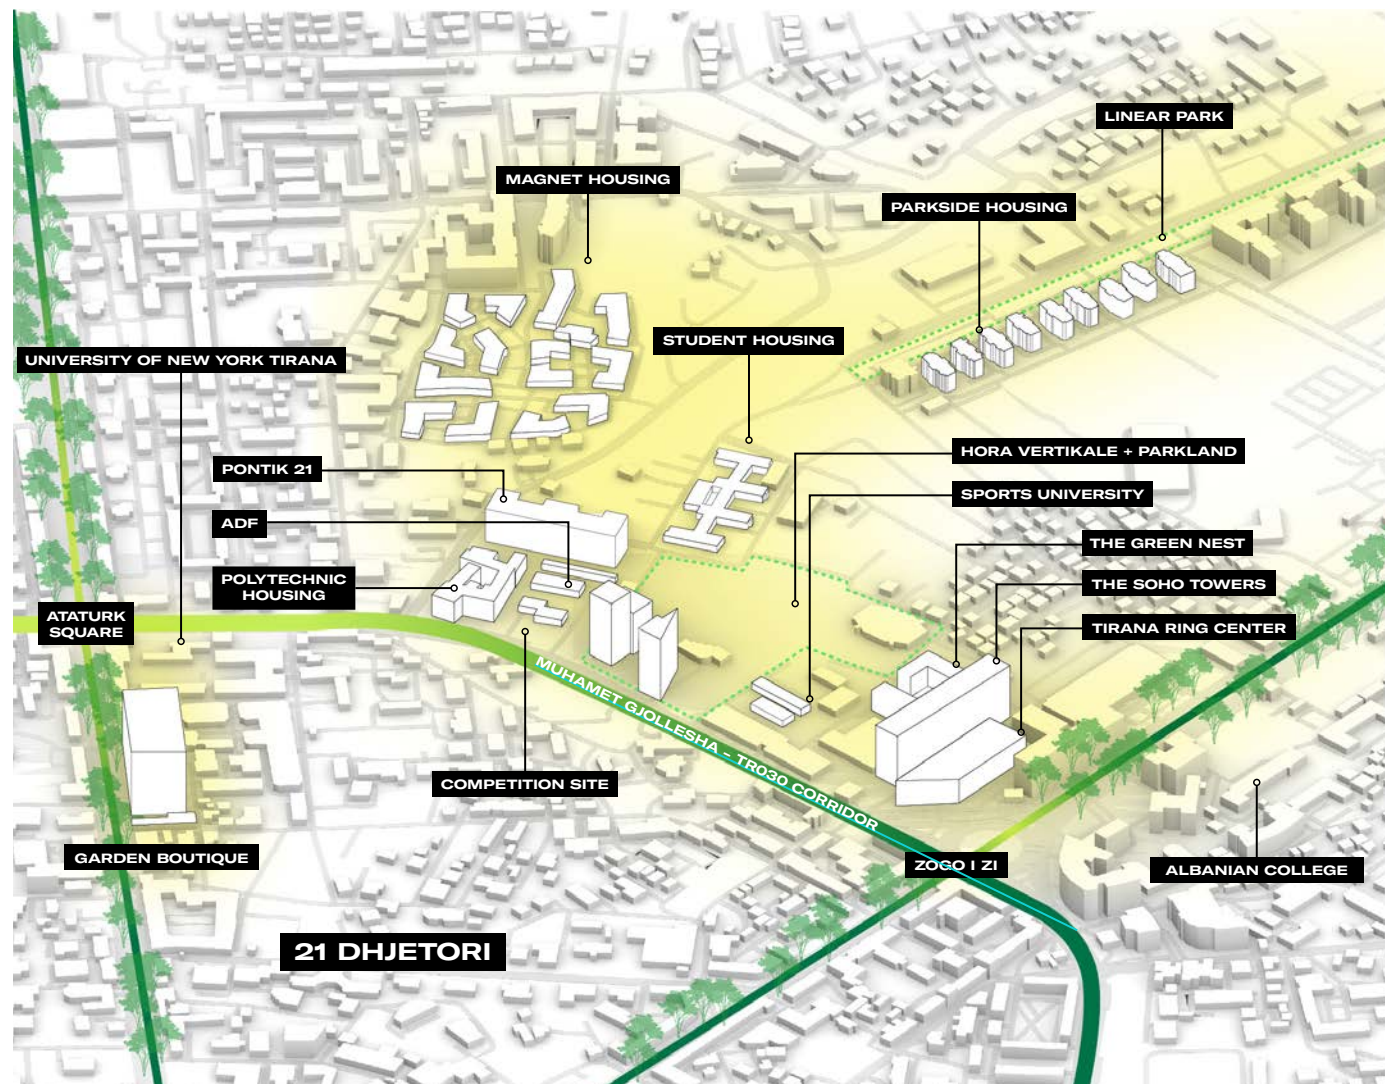 LINEAR PARK
MAGNET HOUSING
PARKSIDE HOUSING
STUDENT HOUSING
UNIVERSITY OF NEW YORK TIRANA
HORA VERTIKALE + PARKLAND
PONTIK 21
SPORTS UNIVERSITY
ADF
THE GREEN NEST
POLYTECHNIC
HOUSING
THE SOHO TOWERS
ATATURK
SQUARE
TIRANA RING CENTER
MUHAMET GJOLLESHA - TR030 CORRIDOR
COMPETITION SITE
GARDEN BOUTIQUE
ZOGO I ZI
ALBANIAN COLLEGE
21 DHJETORI